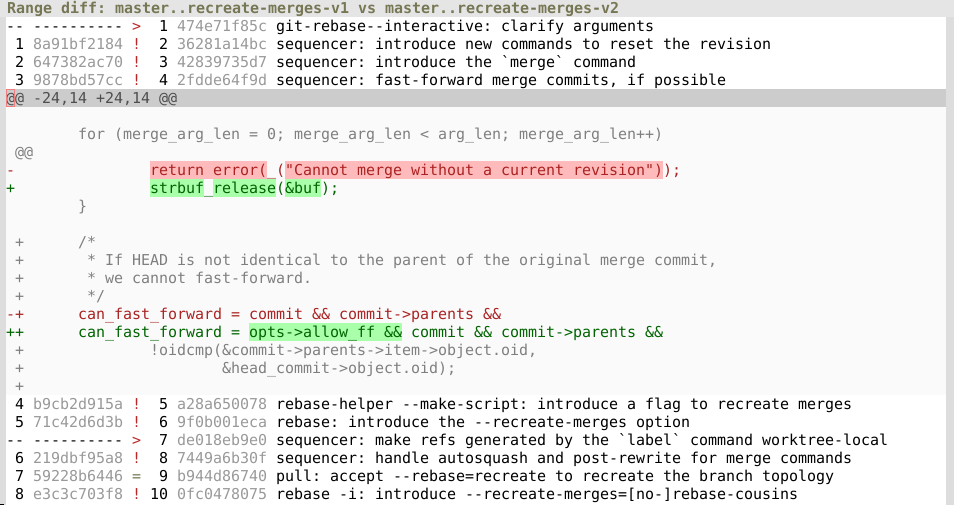 Range diff: master..recreate-merges-v1 vs master..recreate-merges-v2
-- ---------- >  1 474e71f85c git-rebase--interactive: clarify arguments
 1 8a91bf2184 !  2 36281a14bc sequencer: introduce new commands to reset the revision
 2 647382ac70 !  3 42839735d7 sequencer: introduce the `merge` command
 3 9878bd57cc !  4 2fdde64f9d sequencer: fast-forward merge commits, if possible
@@ -24,14 +24,14 @@
        for (merge_arg_len = 0; merge_arg_len < arg_len; merge_arg_len++)
 @@
-               return error(_("Cannot merge without a current revision"));
+               strbuf_release(&buf);
        }
 +      /*
 +       * If HEAD is not identical to the parent of the original merge commit,
 +       * we cannot fast-forward.
 +       */
-+      can_fast_forward = commit && commit->parents &&
++      can_fast_forward = opts->allow_ff && commit && commit->parents &&
 +              !oidcmp(&commit->parents->item->object.oid,
 +                      &head_commit->object.oid);
 +
 4 b9cb2d915a !  5 a28a650078 rebase-helper --make-script: introduce a flag to recreate merges
 5 71c42d6d3b !  6 9f0b001eca rebase: introduce the --recreate-merges option
-- ---------- >  7 de018eb9e0 sequencer: make refs generated by the `label` command worktree-local
 6 219dbf95a8 !  8 7449a6b30f sequencer: handle autosquash and post-rewrite for merge commands
 7 59228b6446 =  9 b944d86740 pull: accept --rebase=recreate to recreate the branch topology
 8 e3c3c703f8 ! 10 0fc0478075 rebase -i: introduce --recreate-merges=[no-]rebase-cousins